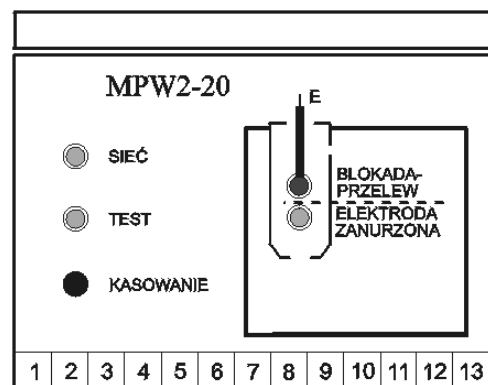 MPW2-20
E
SIEĆ
BLOKADA-
PRZELEW
TEST
ELEKTRODA
ZANURZONA
KASOWANIE
1 2 3 4 5 6 7 8 9 10 11 12 13